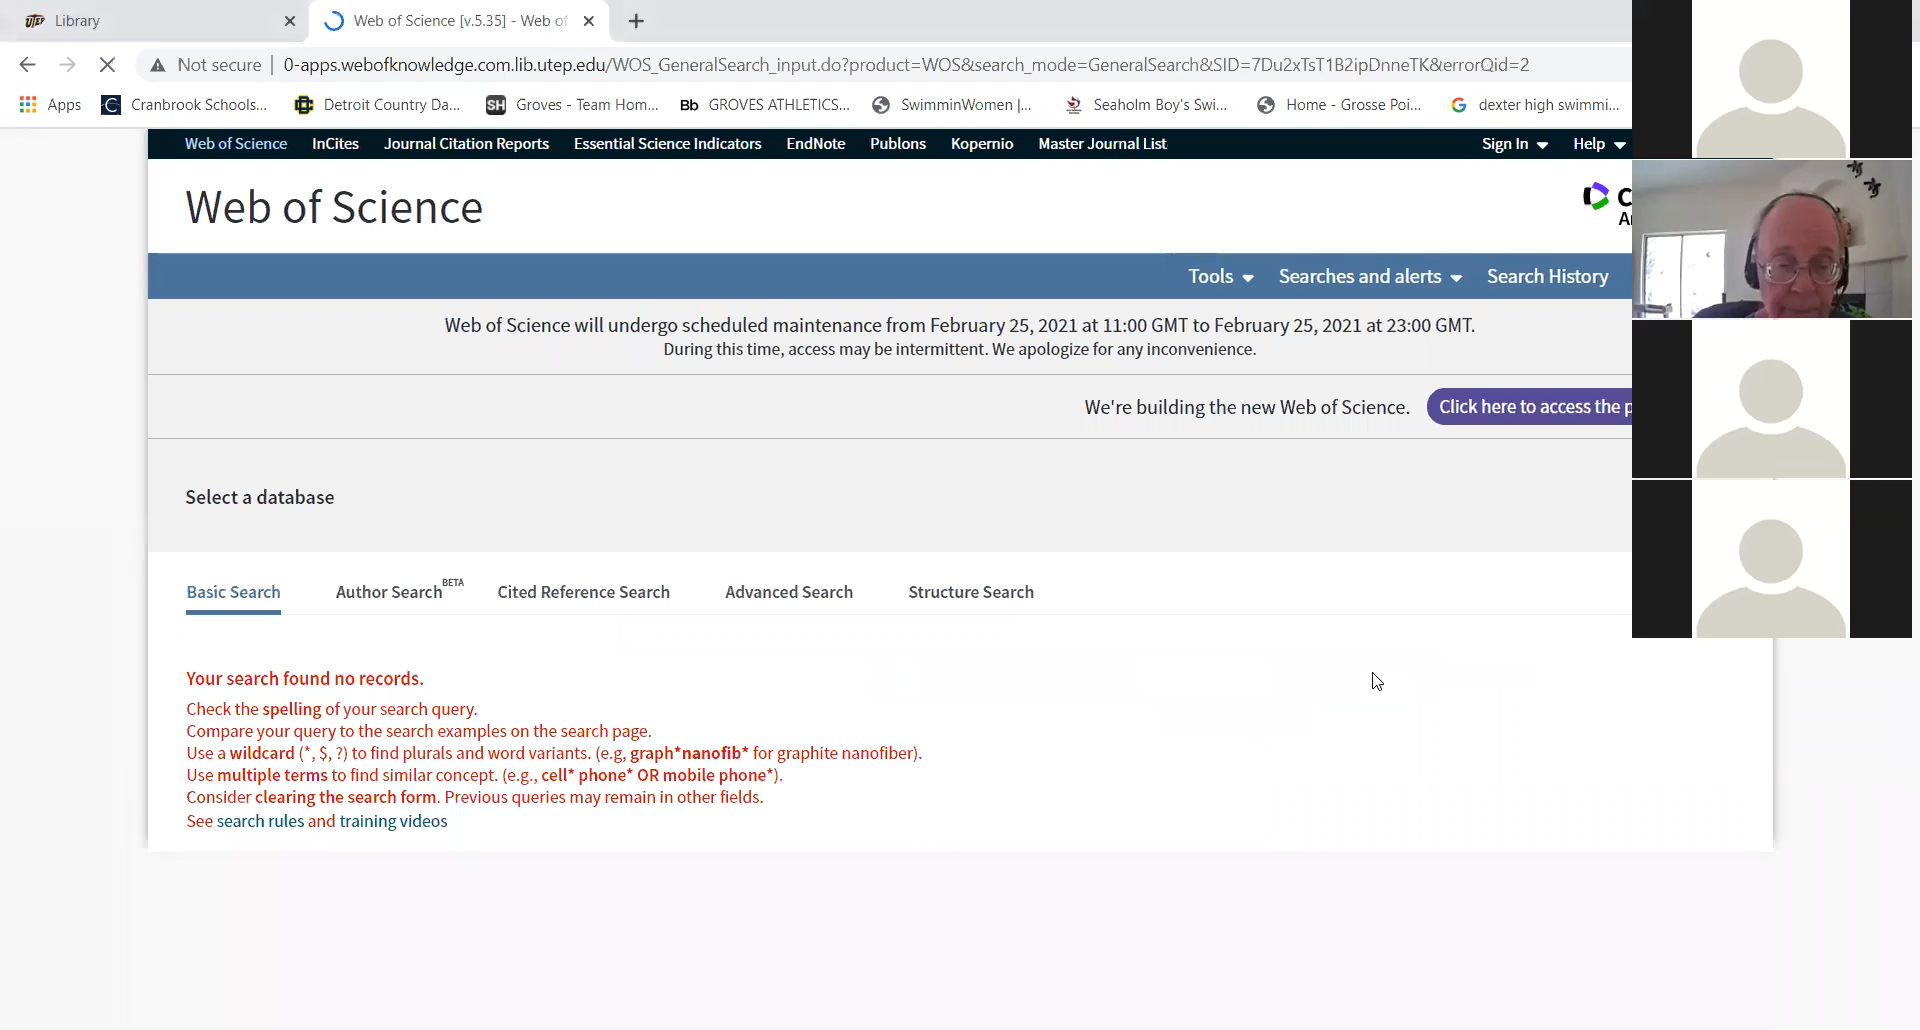 Library
Web of Science [v.5.35] - Web of
Not secure
0-apps.webofknowledge.com.lib.utep.edu/WOS_GeneralSearch_input.do?product=WOS&search_mode=GeneralSearch&SID=7Du2xTsT1B2ipDnneTK&errorQid=2
Apps
Cranbrook Schools...
Detroit Country Da...
SH Groves - Team Hom...
Bb GROVES ATHLETICS...
SwimminWomen |...
Seaholm Boy's Swi...
Home - Grosse Poi...
dexter high swimmi...
Web of Science InCites Journal Citation Reports Essential Science Indicators EndNote Publons Kopernio Master Journal List Sign In Help
Web of Science
Tools Searches and alerts Search History
Web of Science will undergo scheduled maintenance from February 25, 2021 at 11:00 GMT to February 25, 2021 at 23:00 GMT.
During this time, access may be intermittent. We apologize for any inconvenience.
We're building the new Web of Science. Click here to access the p
Select a database
Basic Search Author Search BETA Cited Reference Search Advanced Search Structure Search
Your search found no records.
Check the spelling of your search query.
Compare your query to the search examples on the search page.
Use a wildcard (*, $, ?) to find plurals and word variants. (e.g, graph*nanofib* for graphite nanofiber).
Use multiple terms to find similar concept. (e.g., cell* phone* OR mobile phone*).
Consider clearing the search form. Previous queries may remain in other fields.
See search rules and training videos